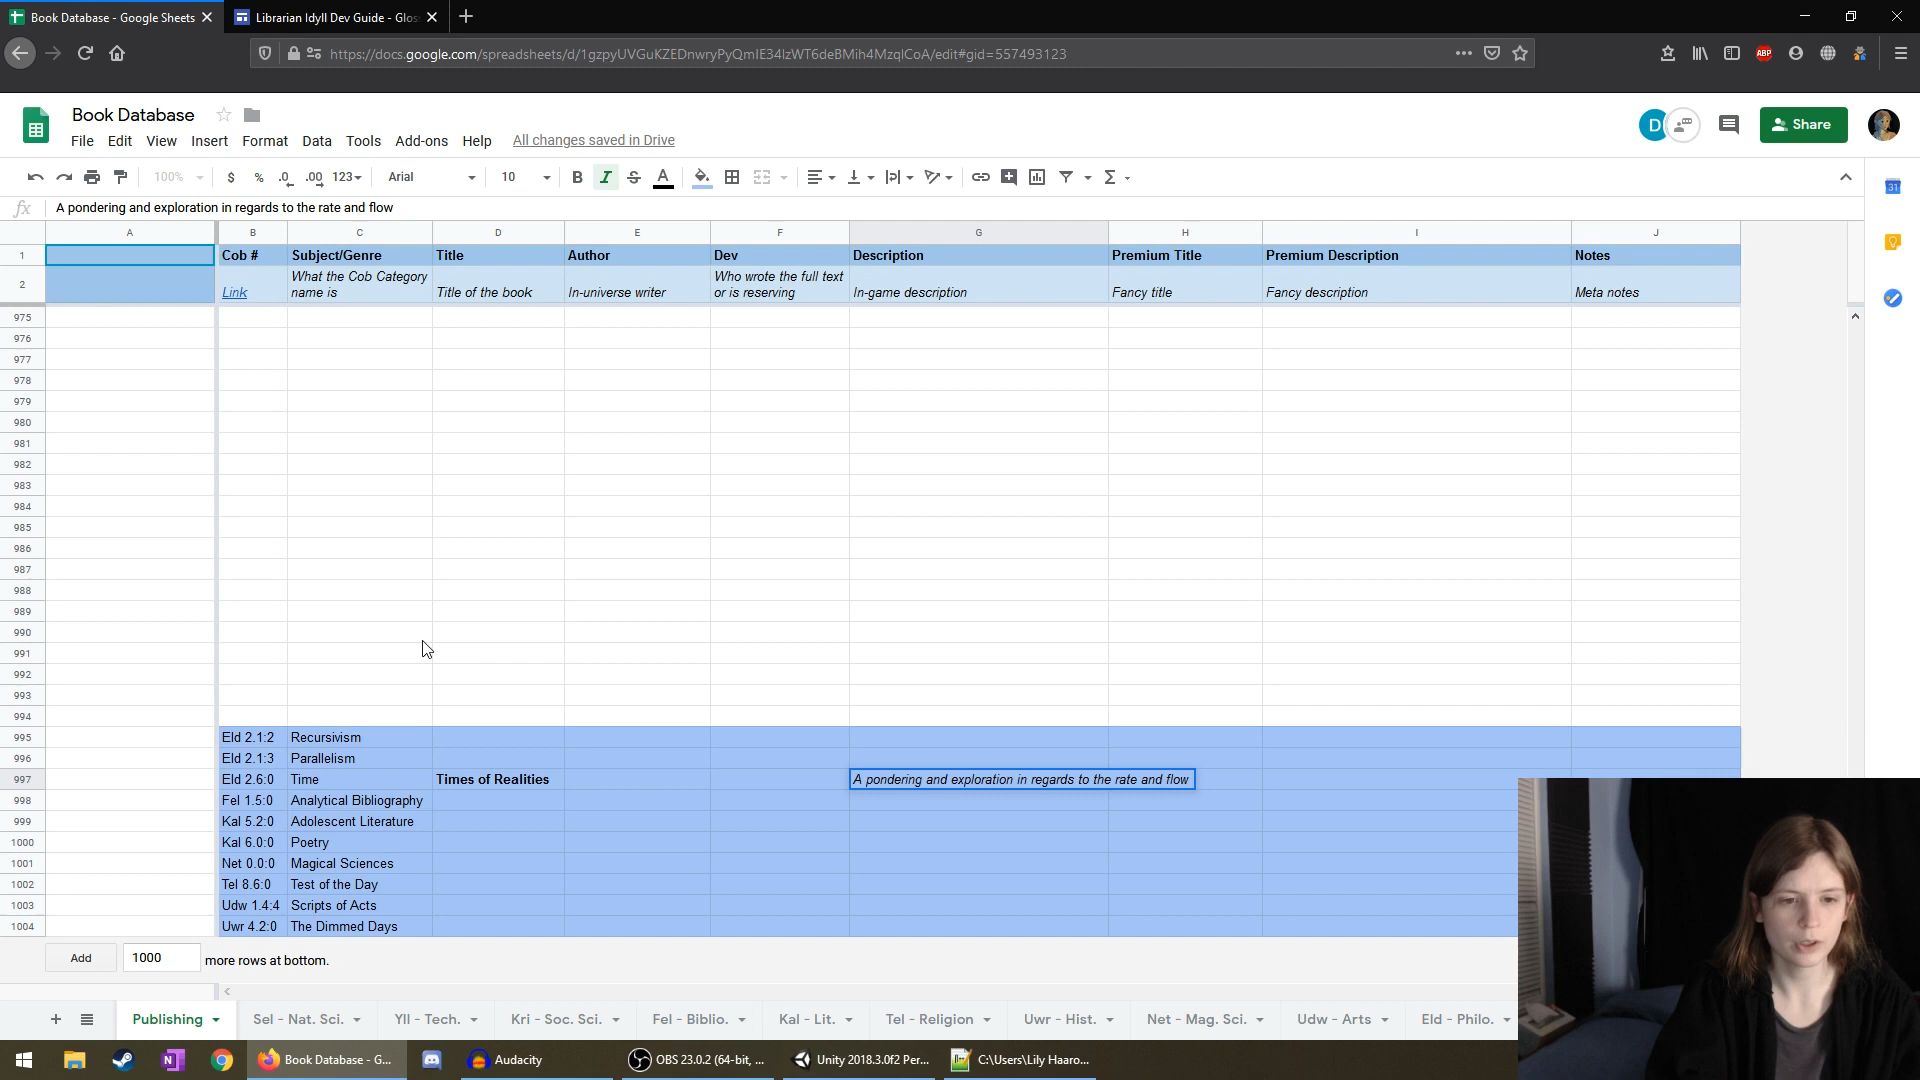 Book Database - Google Sheets
Librarian Idyll Dev Guide - Glos
https://docs.google.com/spreadsheets/d/1gzpyUVGuKZEDnwryPyQmIE34IzWT6deBMih4MzqlCoA/edit#gid=557493123
ABP
Book Database
D
Share
File Edit View Insert Format Data Tools Add-ons Help All changes saved in Drive
100% $ % .0 .00 123 Arial 10 B I S A Σ
31
fx A pondering and exploration in regards to the rate and flow
A B C D E F G H I J
1 Cob # Subject/Genre Title Author Dev Description Premium Title Premium Description Notes
What the Cob Category Who wrote the full text
2 Link name is Title of the book In-universe writer or is reserving In-game description Fancy title Fancy description Meta notes
975
976
977
978
979
980
981
982
983
984
985
986
987
988
989
990
991
992
993
994
995 Eld 2.1:2 Recursivism
996 Eld 2.1:3 Parallelism
997 Eld 2.6:0 Time Times of Realities A pondering and exploration in regards to the rate and flow
998 Fel 1.5:0 Analytical Bibliography
999 Kal 5.2:0 Adolescent Literature
1000 Kal 6.0:0 Poetry
1001 Net 0.0:0 Magical Sciences
1002 Tel 8.6:0 Test of the Day
1003 Udw 1.4:4 Scripts of Acts
1004 Uwr 4.2:0 The Dimmed Days
Add 1000 more rows at bottom.
Publishing Sel - Nat. Sci. Yll - Tech. Kri - Soc. Sci. Fel - Biblio. Kal - Lit. Tel - Religion Uwr - Hist. Net - Mag. Sci. Udw - Arts Eld - Philo.
N Book Database - G... Audacity OBS 23.0.2 (64-bit, ... Unity 2018.3.0f2 Per... C:\Users\Lily Haaro...